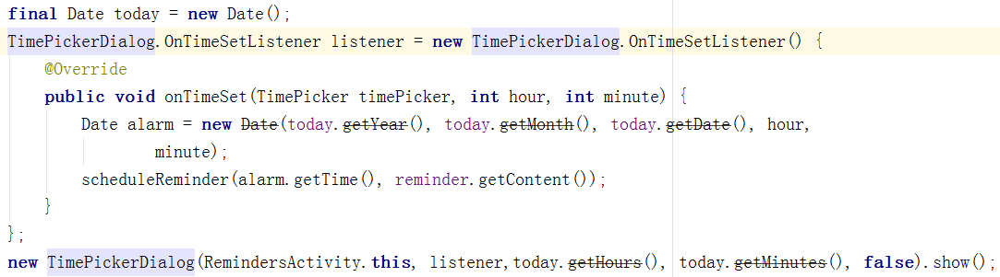 final Date today = new Date();
TimePickerDialog.OnTimeSetListener listener = new TimePickerDialog.OnTimeSetListener() {
@Override
public void onTimeSet(TimePicker timePicker, int hour, int minute) {
Date alarm = new Date(today.getYear(), today.getMonth(), today.getDate(), hour,
minute);
scheduleReminder(alarm.getTime(), reminder.getContent());
}
};
new TimePickerDialog(RemindersActivity.this, listener,today.getHours(), today.getMinutes(), false).show();